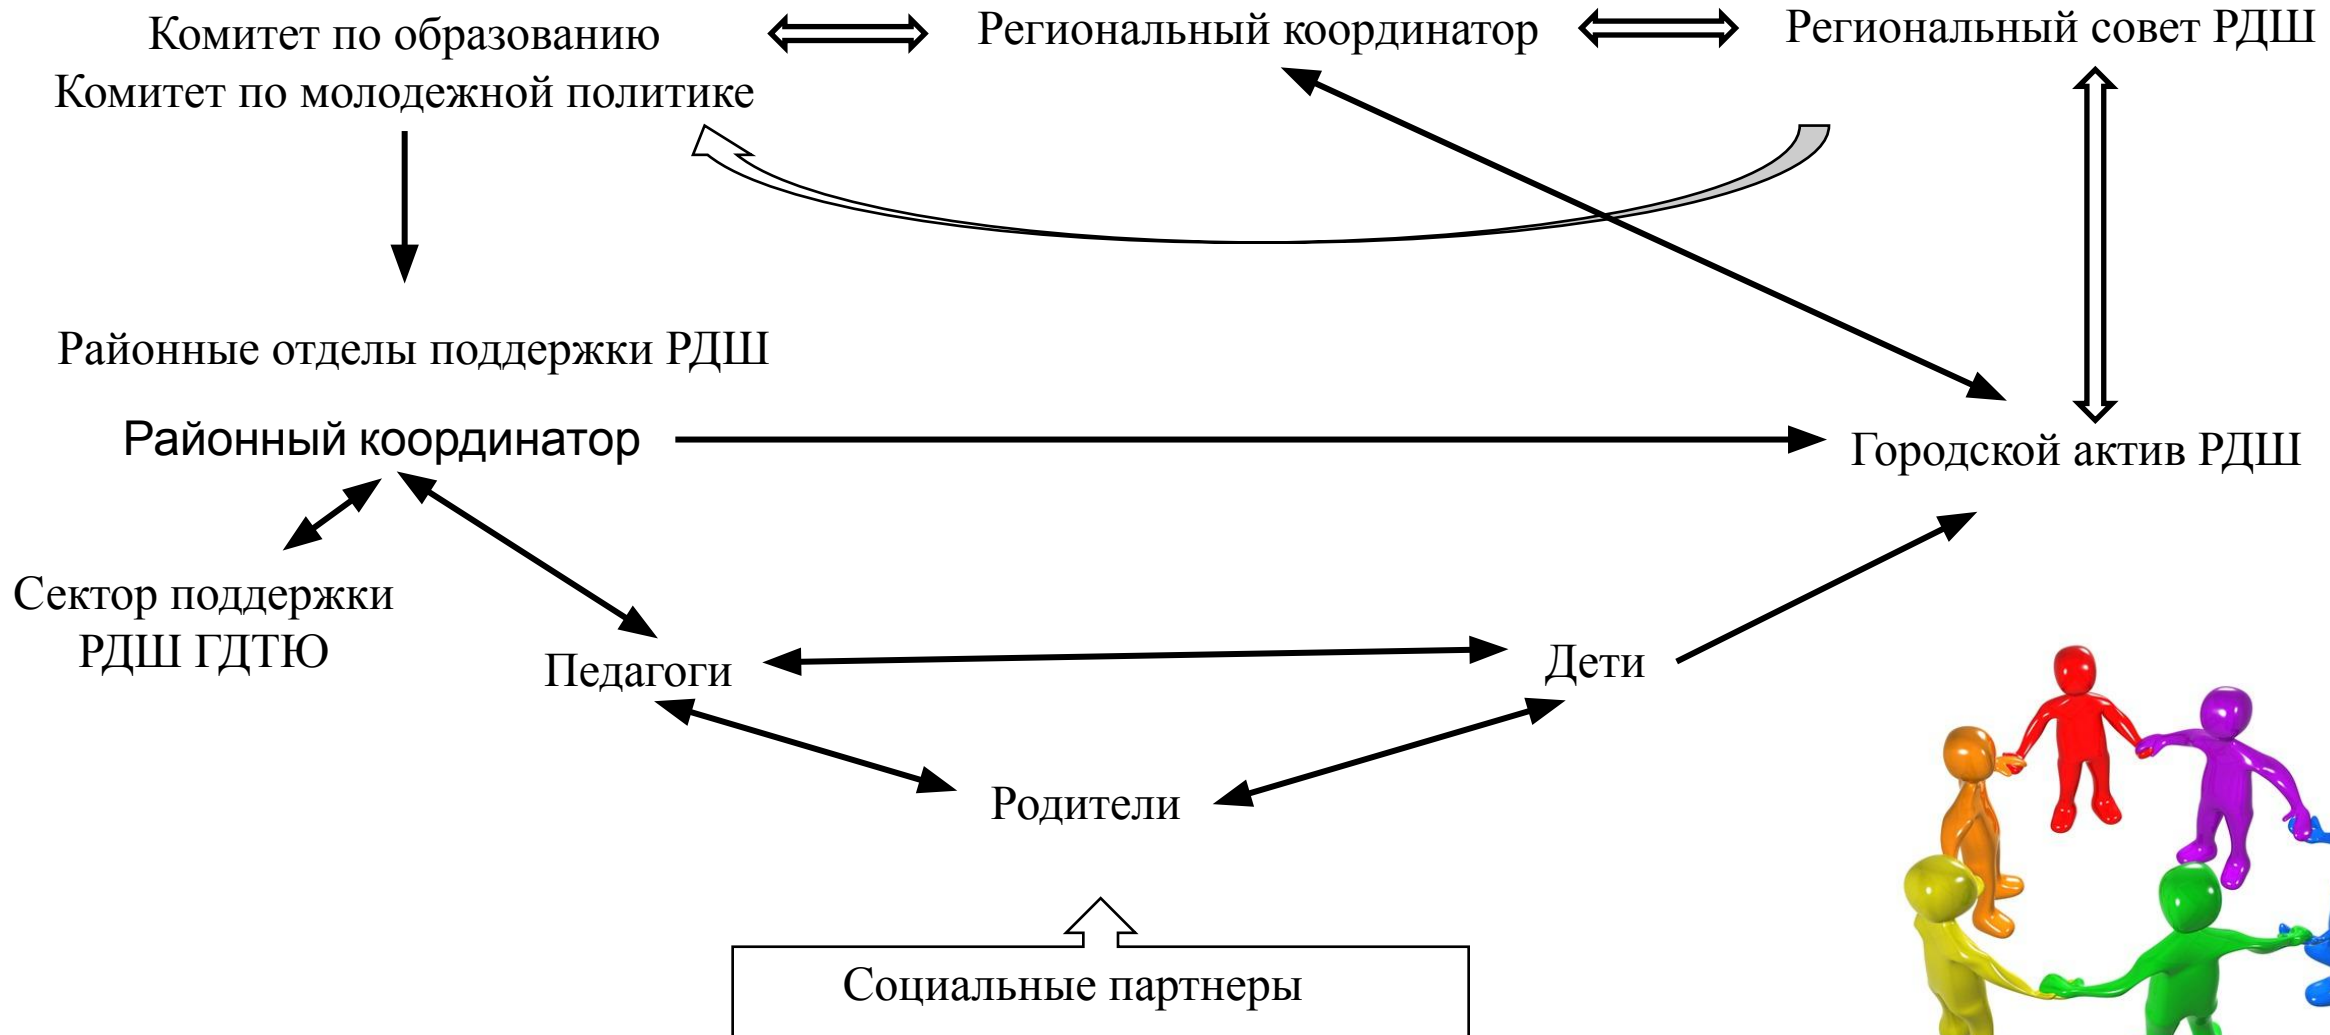 Комитет по образованию
Комитет по молодежной политике
Региональный координатор
Региональный совет РДШ
Районные отделы поддержки РДШ
Районный координатор
Городской актив РДШ
Сектор поддержки
РДШ ГДТЮ
Педагоги
Дети
Родители
Социальные партнеры